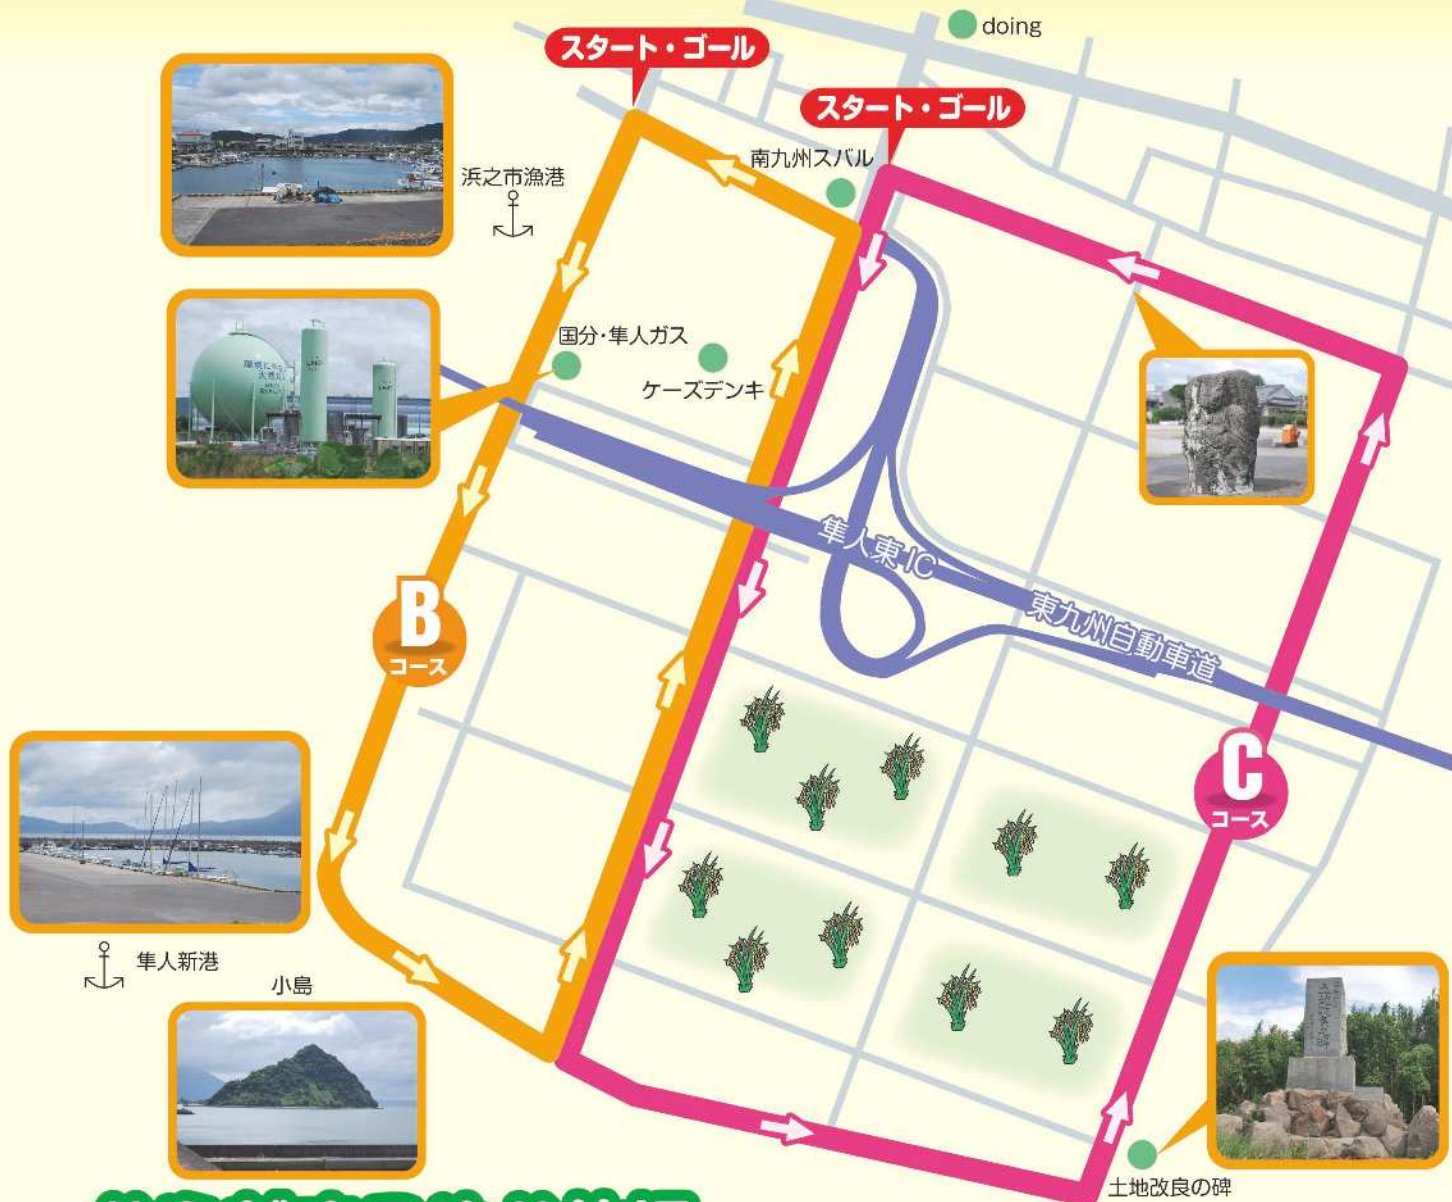 doing
スタート・ゴール
スタート・ゴール
南九州スバル
浜之市漁港
国分・隼人ガス
ケーズデンキ
隼人東IC
東九州自動車道
B
コース
C
コース
隼人新港
小島
土地改良の碑